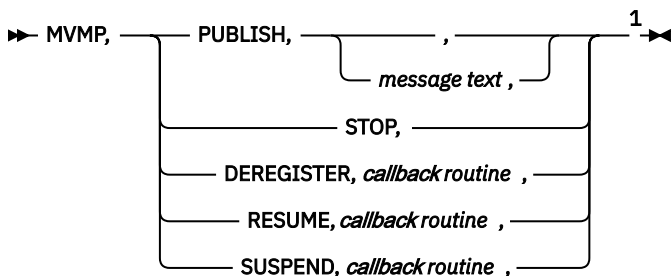 1
MVMP, PUBLISH, ,
message text ,
STOP,
DEREGISTER, callback routine ,
RESUME, callback routine ,
SUSPEND, callback routine ,